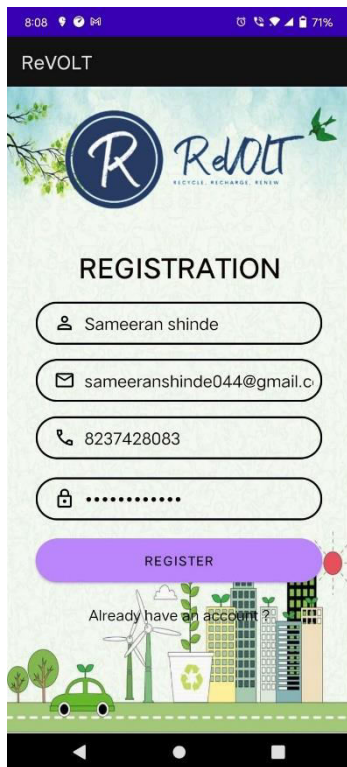 8:08
71%
ReVOLT
R
ReVOLT
RECYCLE. RECHARGE. RENEW
REGISTRATION
Sameeran shinde
sameeranshinde044@gmail.c
8237428083
••••••••••••
REGISTER
Already have an account ?